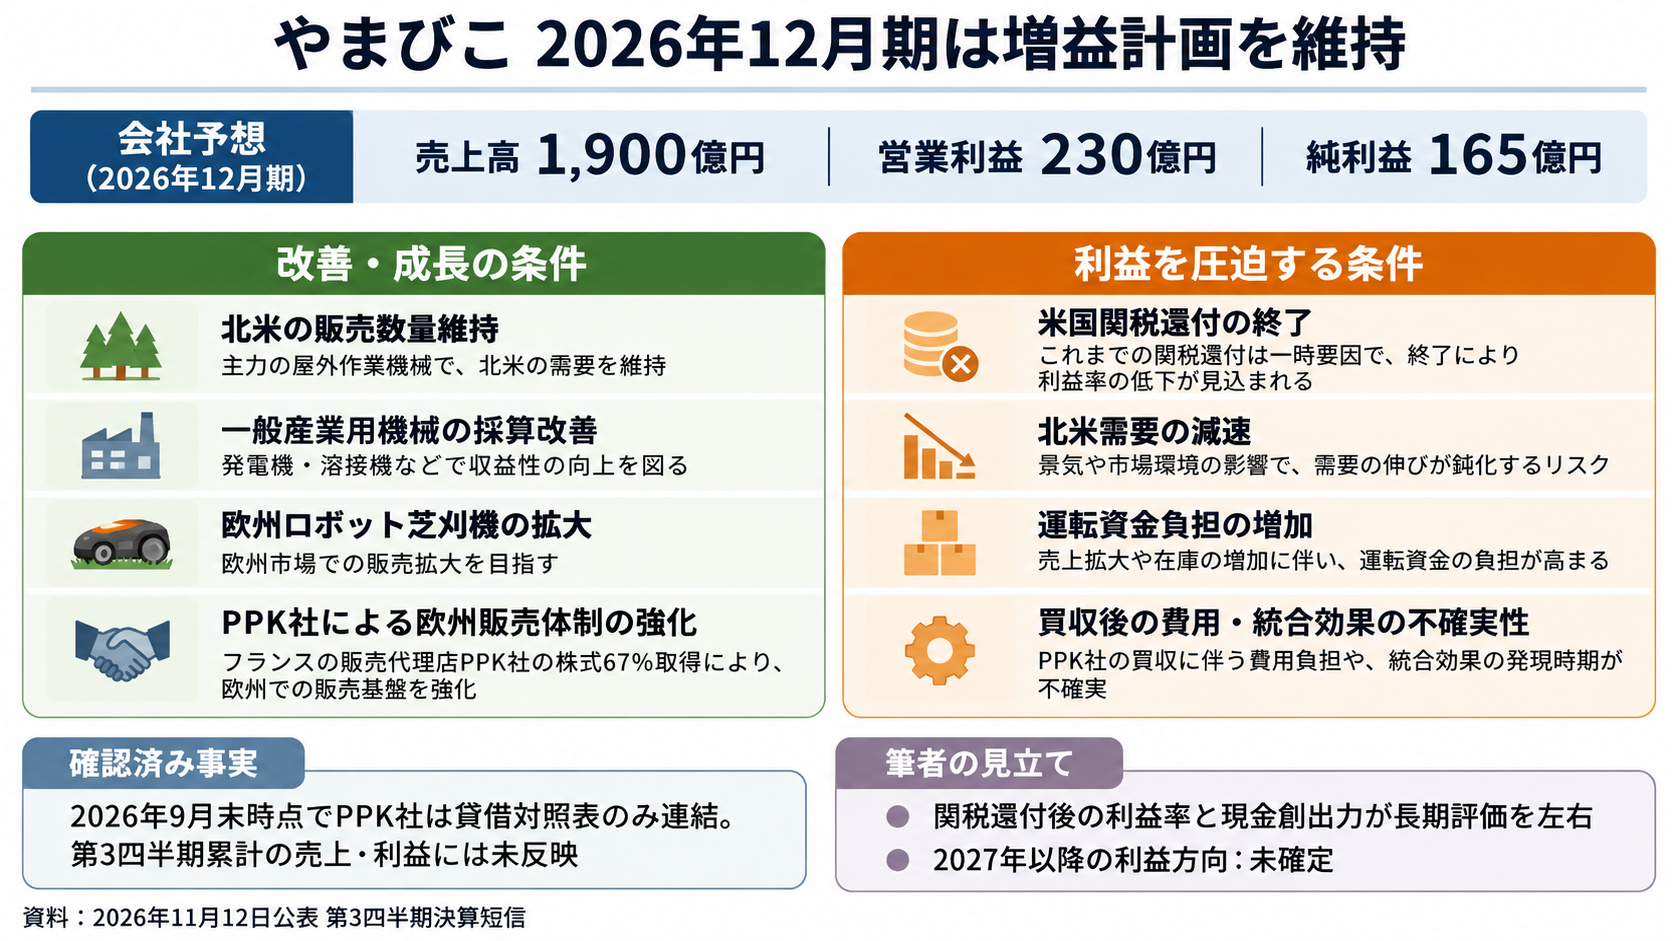 やまびこ 2026年12月期は増益計画を維持
会社予想
（2026年12月期）
売上高 1,900億円
営業利益 230億円
純利益 165億円
改善・成長の条件
北米の販売数量維持
主力の屋外作業機械で、北米の需要を維持
一般産業用機械の採算改善
発電機・溶接機などで収益性の向上を図る
欧州ロボット芝刈機の拡大
欧州市場での販売拡大を目指す
PPK社による欧州販売体制の強化
フランスの販売代理店PPK社の株式67%取得により、
欧州での販売基盤を強化
利益を圧迫する条件
米国関税還付の終了
これまでの関税還付は一時要因で、終了により
利益率の低下が見込まれる
北米需要の減速
景気や市場環境の影響で、需要の伸びが鈍化するリスク
運転資金負担の増加
売上拡大や在庫の増加に伴い、運転資金の負担が高まる
買収後の費用・統合効果の不確実性
PPK社の買収に伴う費用負担や、統合効果の発現時期が
不確実
確認済み事実
2026年9月末時点でPPK社は貸借対照表のみ連結。
第3四半期累計の売上・利益には未反映
筆者の見立て
● 関税還付後の利益率と現金創出力が長期評価を左右
● 2027年以降の利益方向：未確定
資料：2026年11月12日公表 第3四半期決算短信